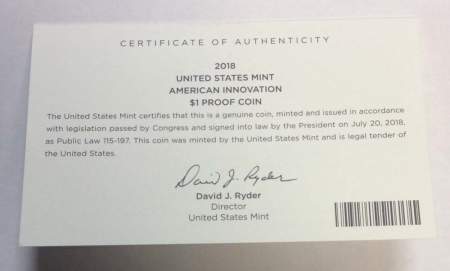 CERTIFICATE OF AUTHENTICITY
2018
UNITED STATES MINT
AMERICAN INNOVATION
$1 PROOF COIN
The United States Mint certifies that this is a genuine coin, minted and issued in accordance
with legislation passed by Congress and signed into law by the President on July 20, 2018,
as Public Law 115-197. This coin was minted by the United States Mint and is legal tender of
the United States.
David J. Ryder
David J. Ryder
Director
United States Mint